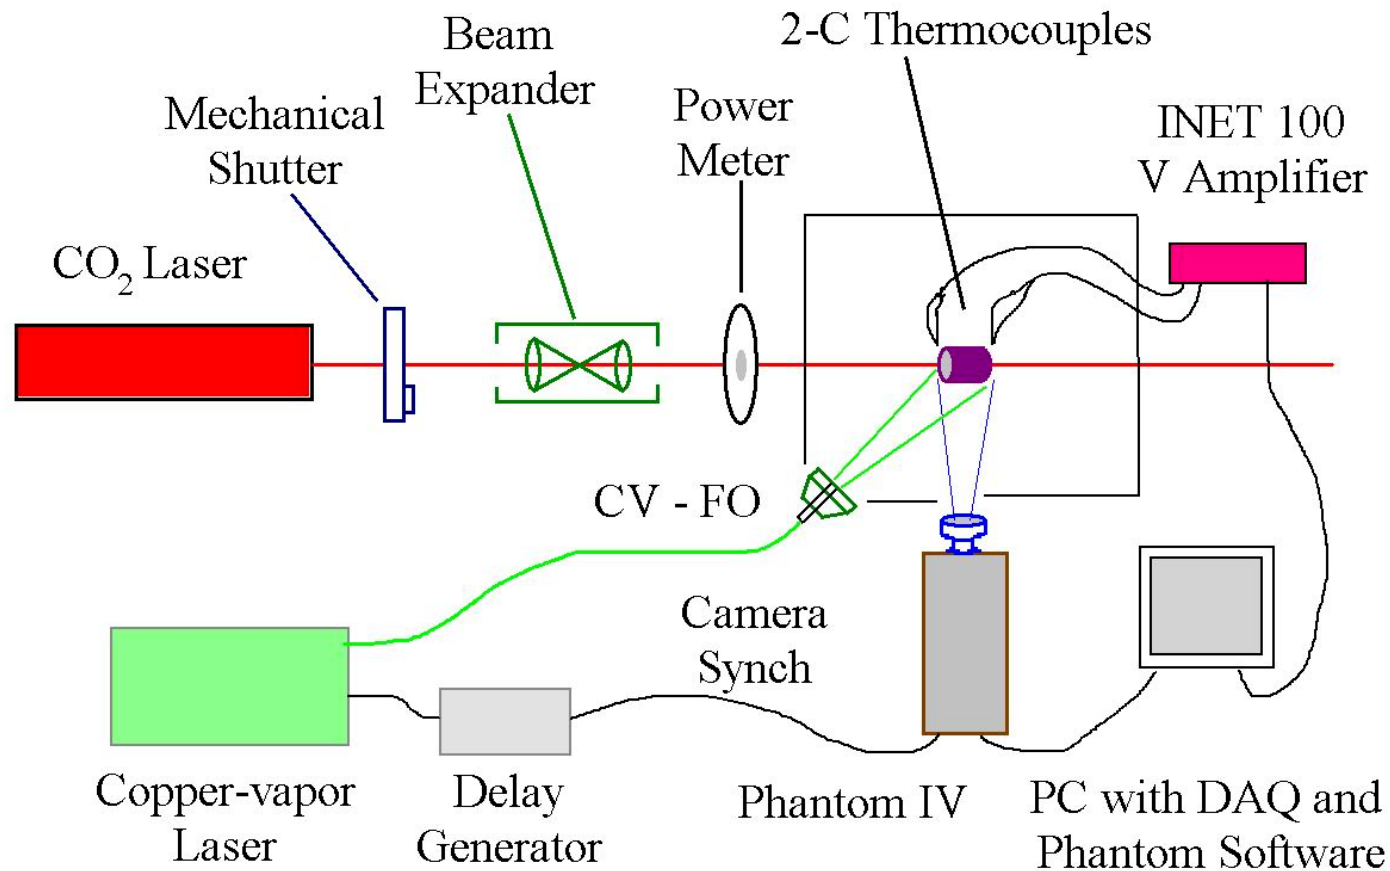 Beam
Expander
2-C Thermocouples
Mechanical
Shutter
Power
Meter
INET 100
V Amplifier
CO₂ Laser
CV - FO
Camera
Synch
Copper-vapor
Laser
Delay
Generator
Phantom IV
PC with DAQ and
Phantom Software